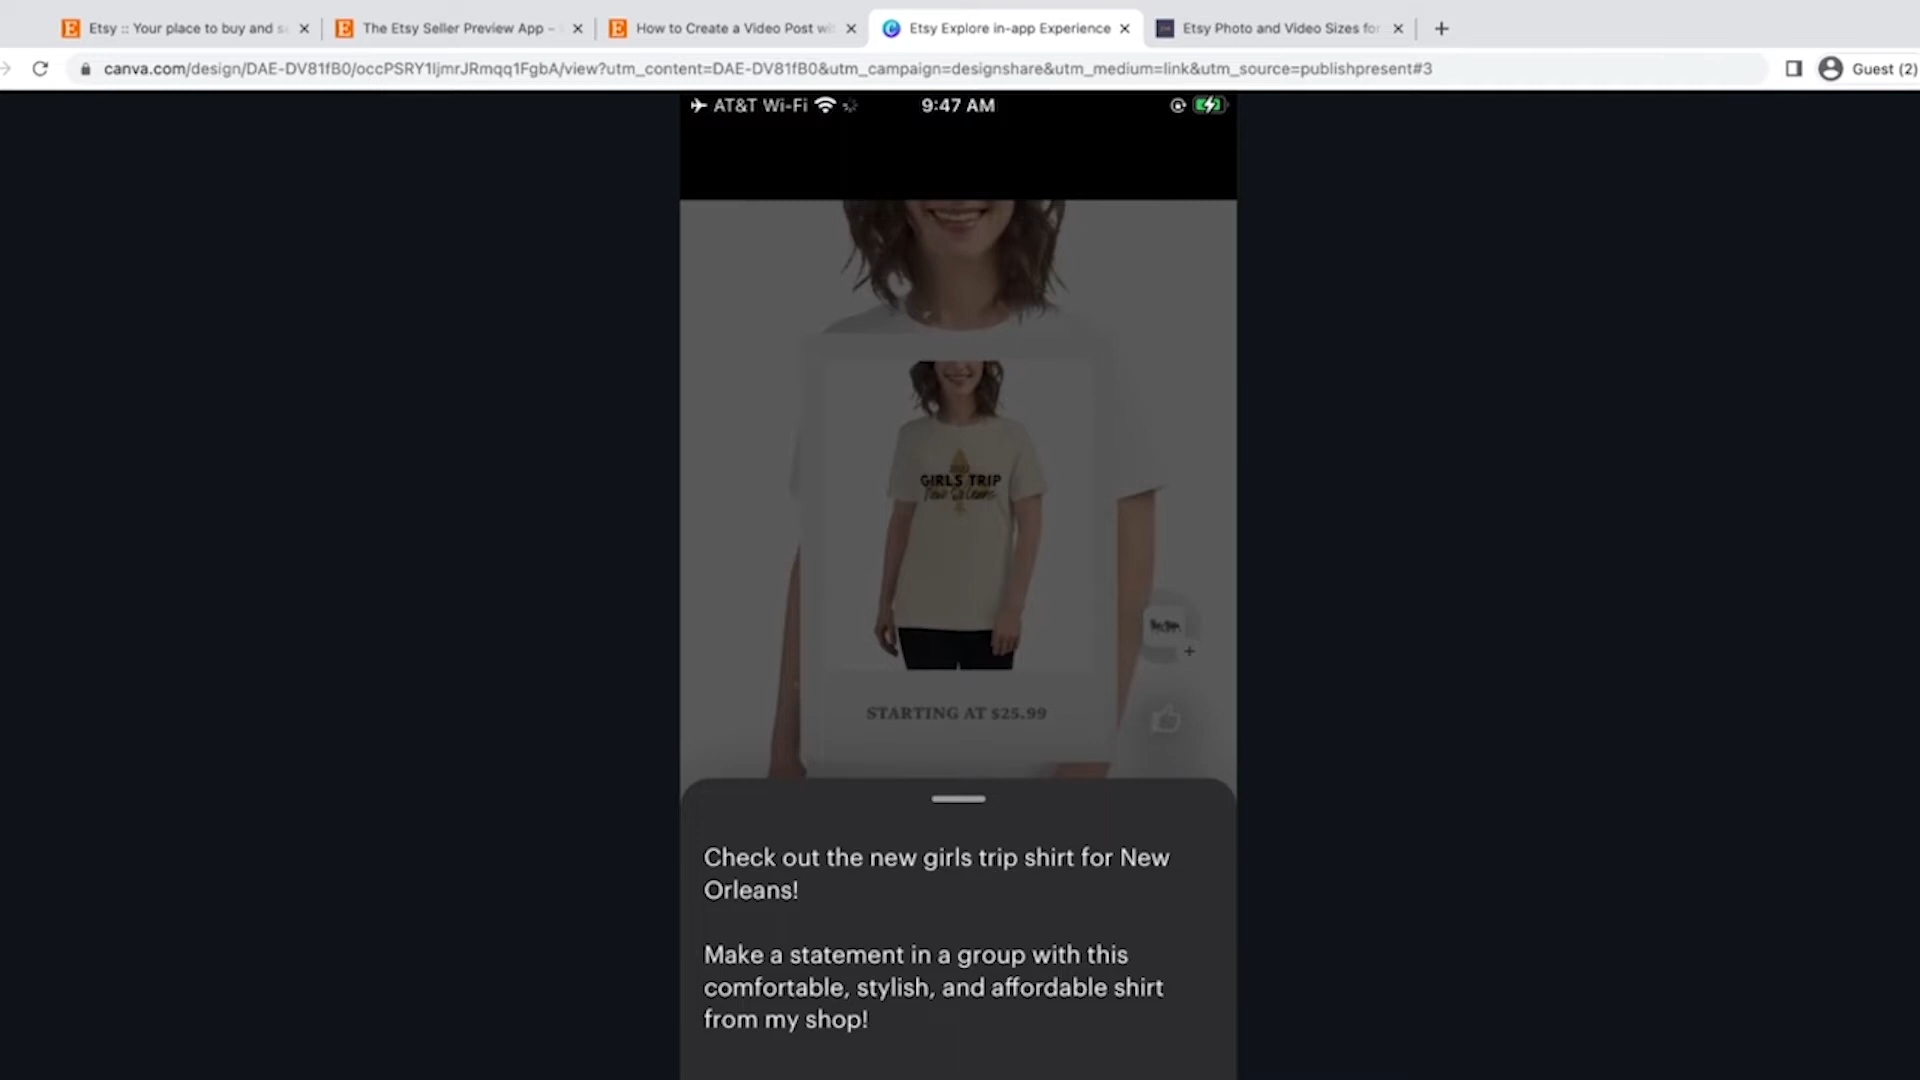 Etsy :: Your place to buy and s
The Etsy Seller Preview App –
How to Create a Video Post wi
Etsy Explore in-app Experience
Etsy Photo and Video Sizes for
canva.com/design/DAE-DV81fB0/occPSRY1ljmrJRmqq1FgbA/view?utm_content=DAE-DV81fB0&utm_campaign=designshare&utm_medium=link&utm_source=publishpresent#3
Guest (2)
AT&T Wi-Fi
9:47 AM
GIRLS TRIP
New Orleans
STARTING AT $25.99
Check out the new girls trip shirt for New
Orleans!
Make a statement in a group with this
comfortable, stylish, and affordable shirt
from my shop!